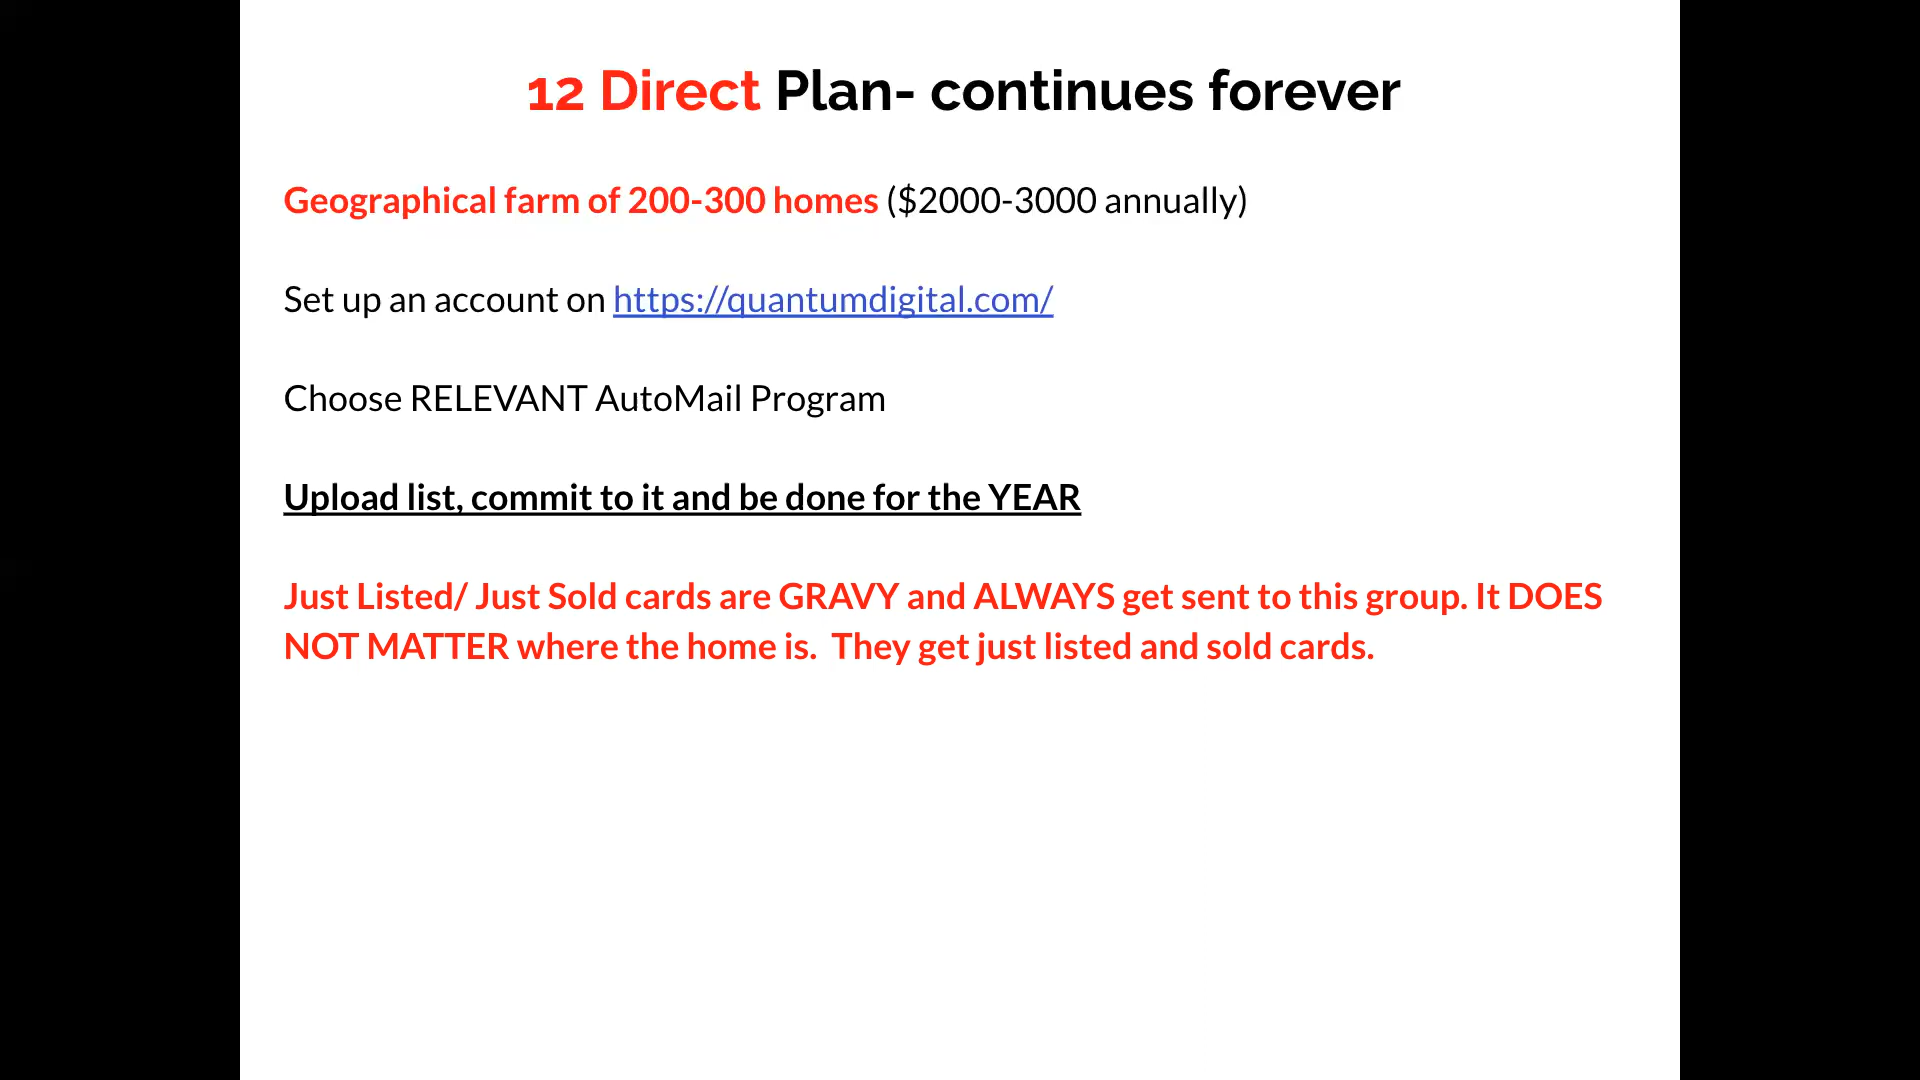 12 Direct Plan- continues forever
Geographical farm of 200-300 homes ($2000-3000 annually)
Set up an account on https://quantumdigital.com/
Choose RELEVANT AutoMail Program
Upload list, commit to it and be done for the YEAR
Just Listed/ Just Sold cards are GRAVY and ALWAYS get sent to this group. It DOES
NOT MATTER where the home is.  They get just listed and sold cards.